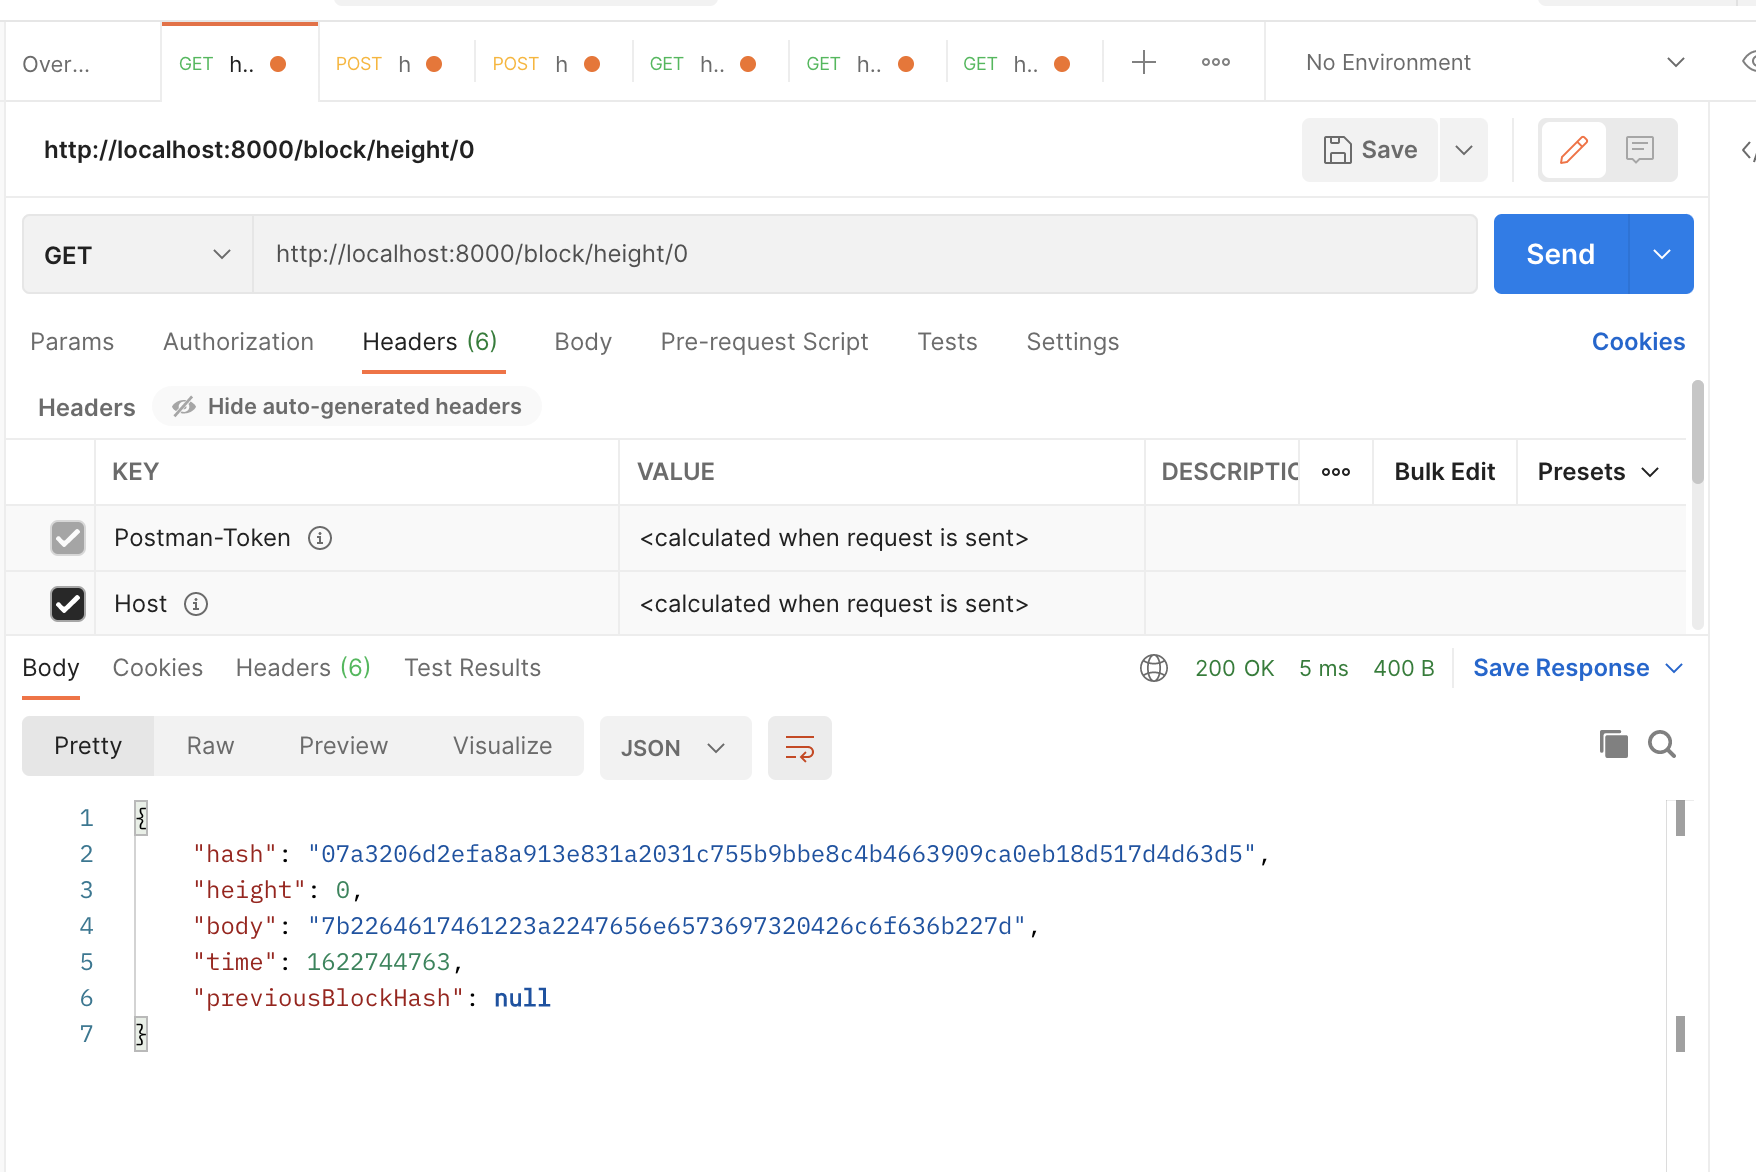 Over...
GET h..
POST h
POST h
GET h..
GET h..
GET h..
No Environment
http://localhost:8000/block/height/0
Save
GET
http://localhost:8000/block/height/0
Send
Params Authorization Headers (6) Body Pre-request Script Tests Settings Cookies
Headers Hide auto-generated headers
KEY VALUE DESCRIPTIO Bulk Edit Presets
Postman-Token <calculated when request is sent>
Host <calculated when request is sent>
Body Cookies Headers (6) Test Results 200 OK 5 ms 400 B Save Response
Pretty Raw Preview Visualize JSON
1 {
2 "hash": "07a3206d2efa8a913e831a2031c755b9bbe8c4b4663909ca0eb18d517d4d63d5",
3 "height": 0,
4 "body": "7b2264617461223a2247656e6573697320426c6f636b227d",
5 "time": 1622744763,
6 "previousBlockHash": null
7 }